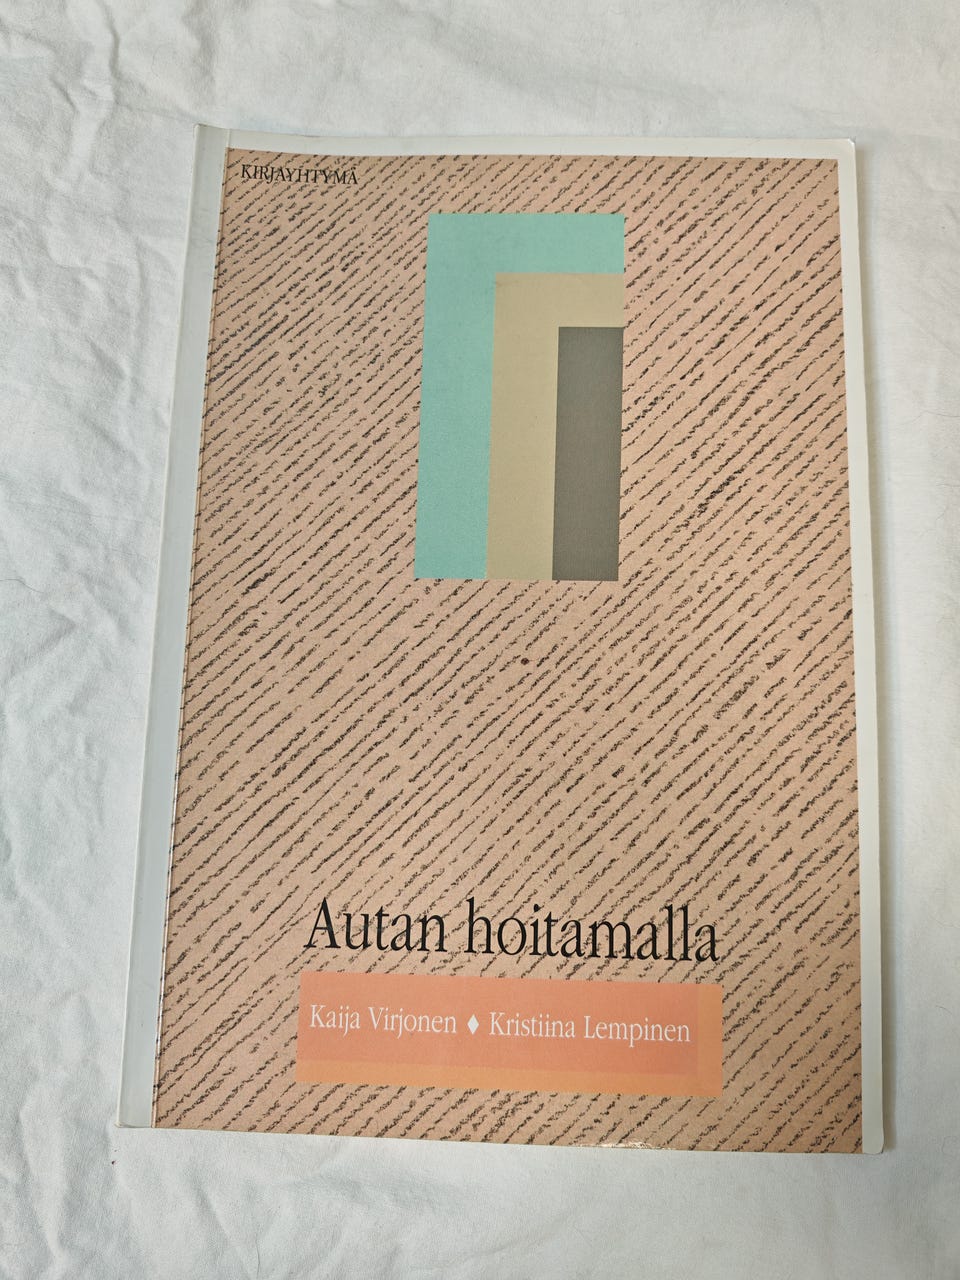 KIRJAYHTYMÄ
Autan hoitamalla
Kaija Virjonen ♦ Kristiina Lempinen